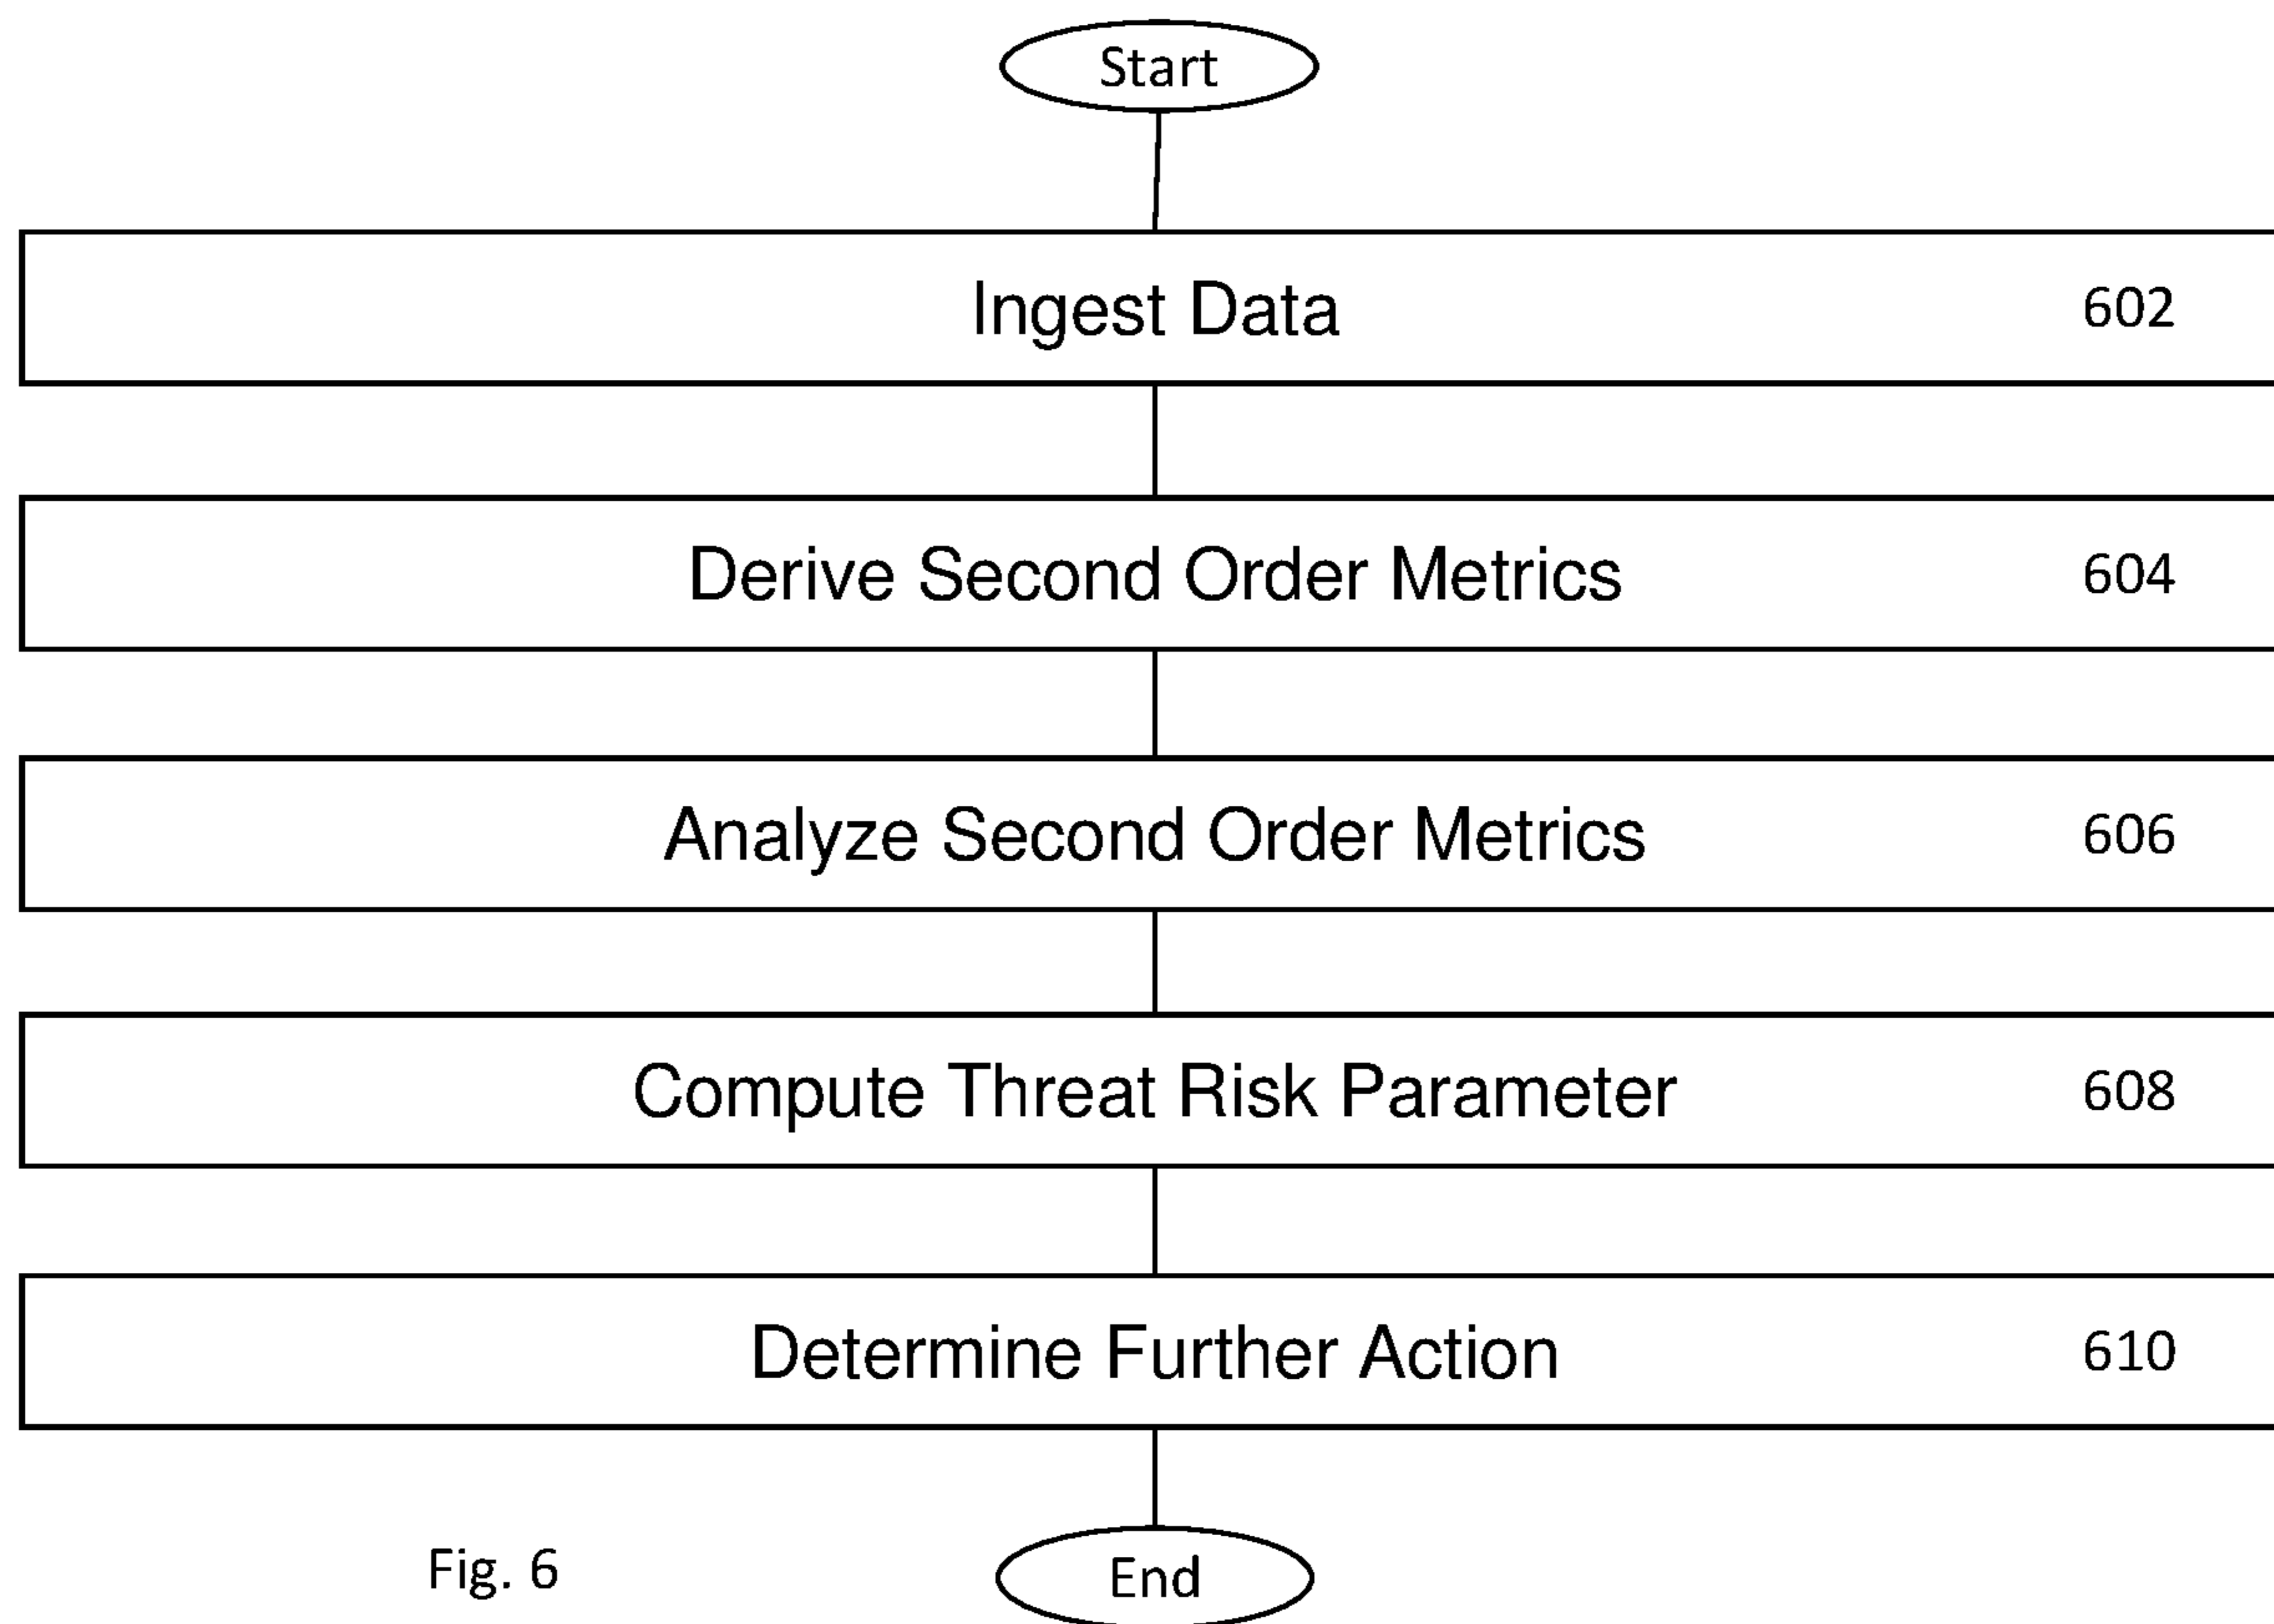 Start
Ingest Data 602
Derive Second Order Metrics 604
Analyze Second Order Metrics 606
Compute Threat Risk Parameter 608
Determine Further Action 610
Fig. 6
End